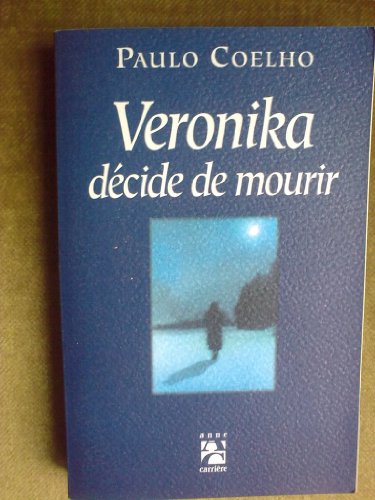 PAULO COELHO
Veronika
décide de mourir
anne
carrière